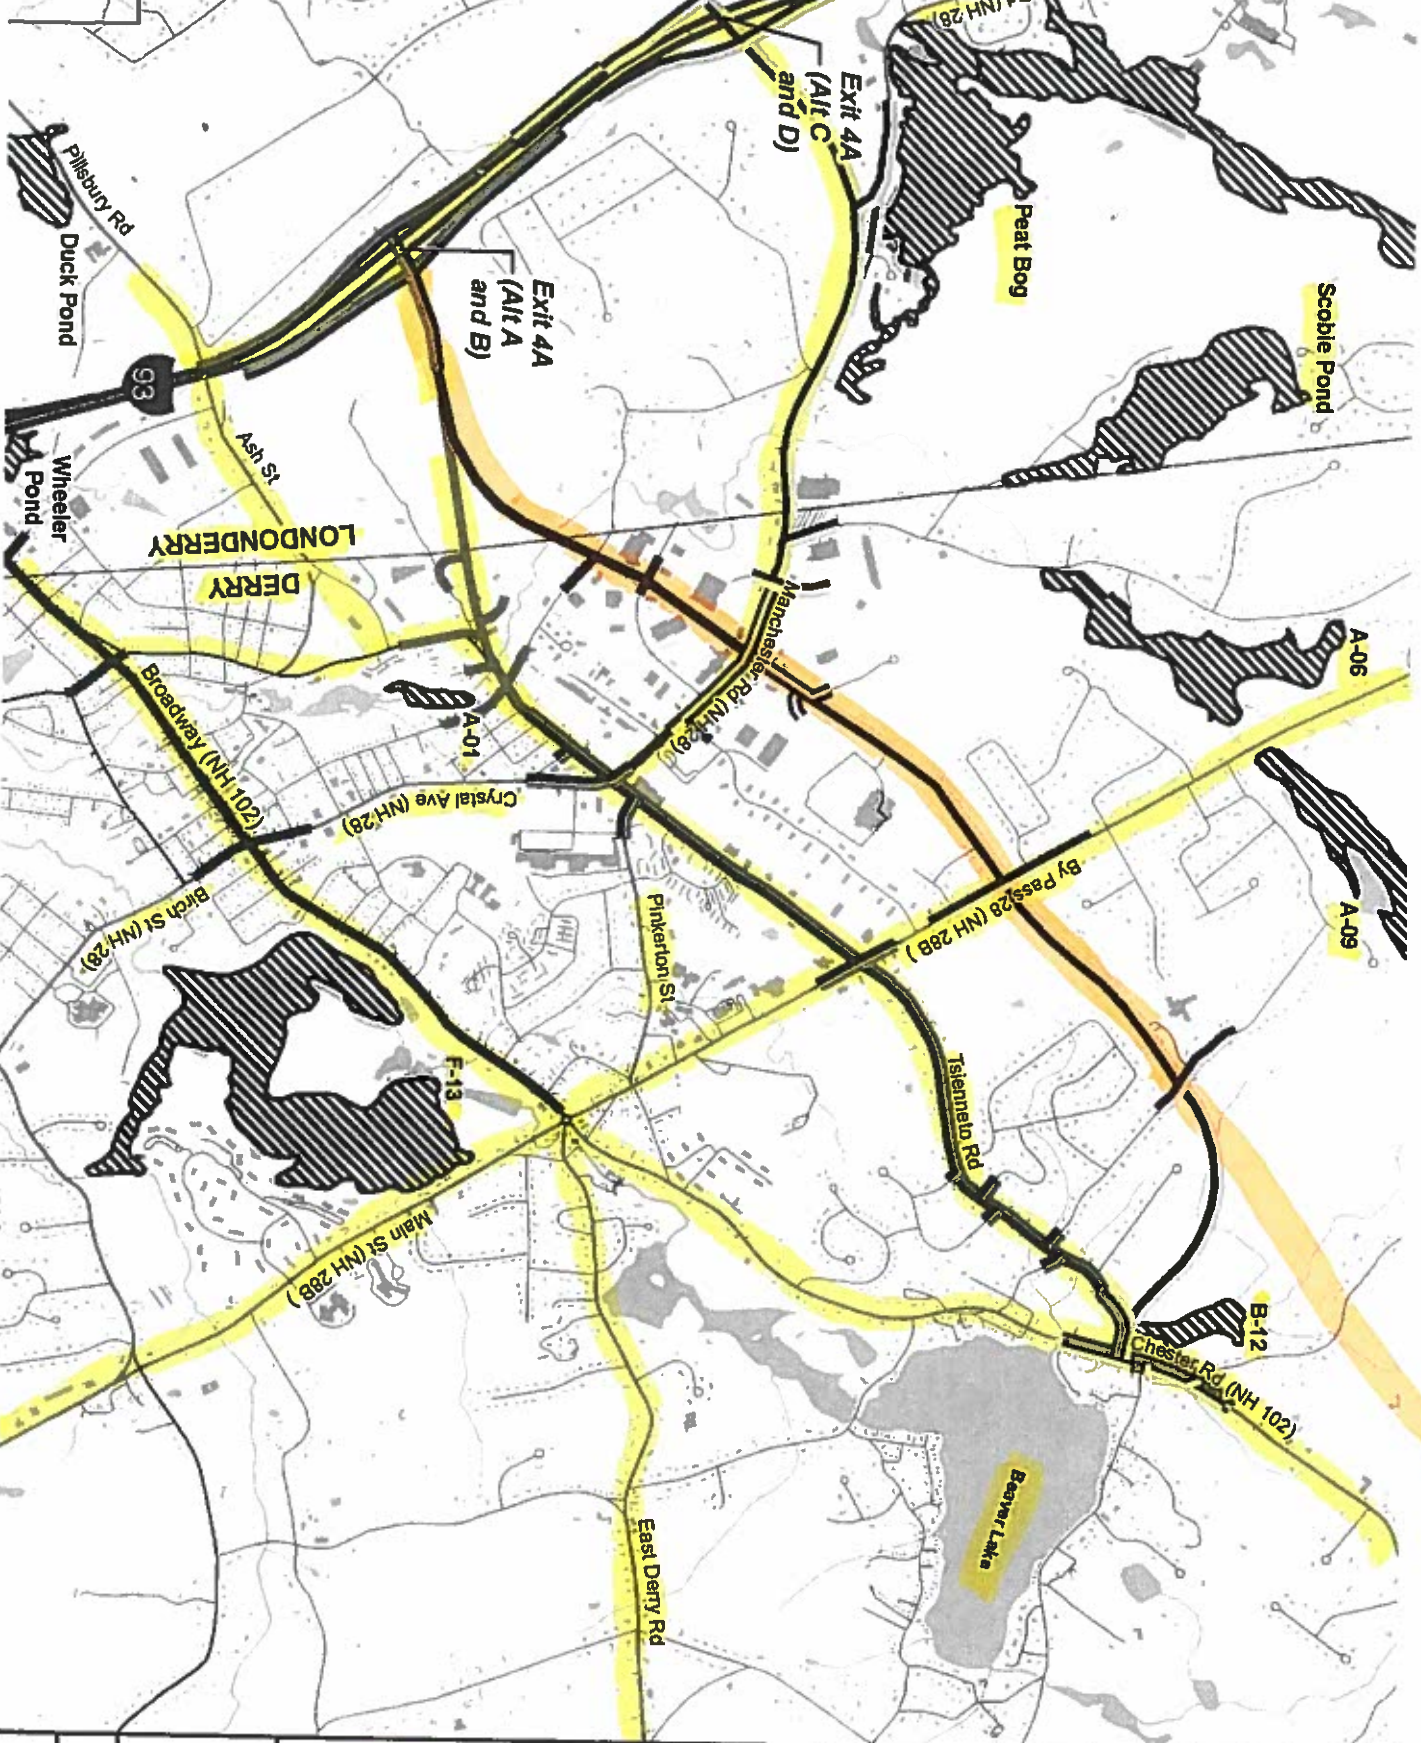 Rd (NH 28)
Exit 4A
(Alt C
and D)
Peat Bog
Scobie Pond
Pillsbury Rd
Duck Pond
Exit 4A
(Alt A
and B)
93
Ash St
Wheeler
Pond
LONDONDERRY
DERRY
Manchester Rd (NH 28)
A-06
A-01
Broadway (NH 102)
Crystal Ave (NH 28)
Birch St (NH 28)
By Pass 28 (NH 28B)
A-09
Pinkerton St
F-13
Tsienneto Rd
Main St (NH 28B)
B-12
Chester Rd (NH 102)
Beaver Lake
East Derry Rd